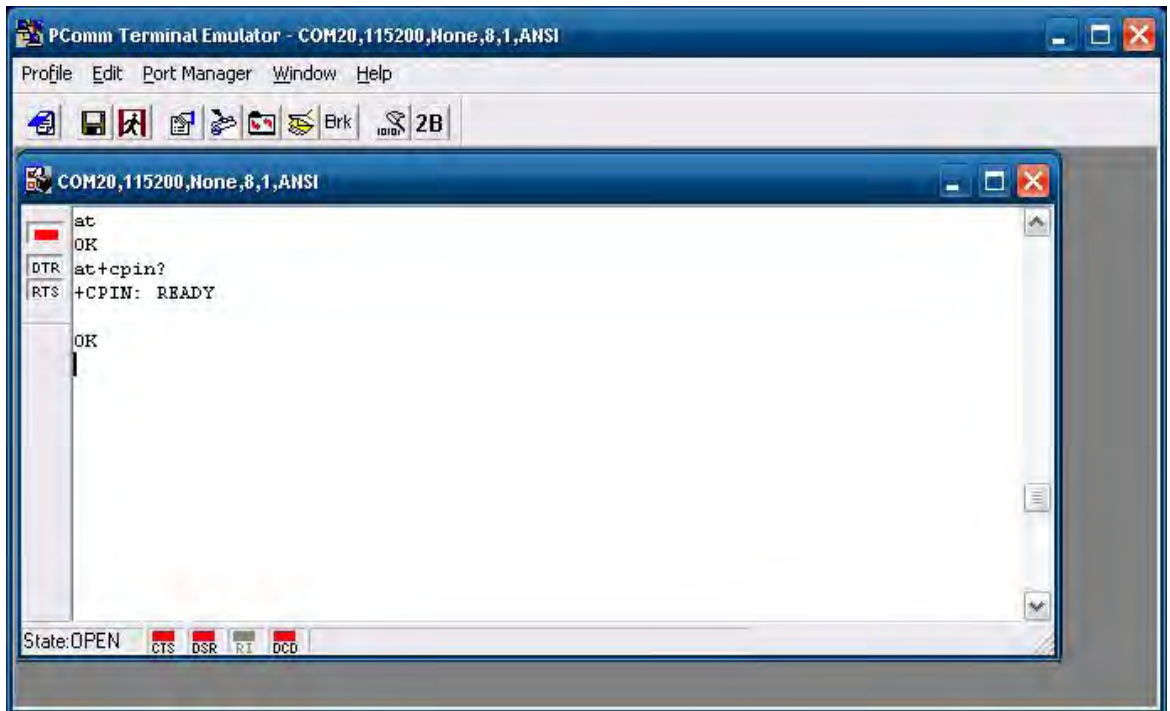 PComm Terminal Emulator - COM20,115200,None,8,1,ANSI
Profile Edit Port Manager Window Help
Brk 2B
COM20,115200,None,8,1,ANSI
at
OK
DTR
at+cpin?
RTS
+CPIN: READY
OK
State:OPEN CTS DSR RI DCD